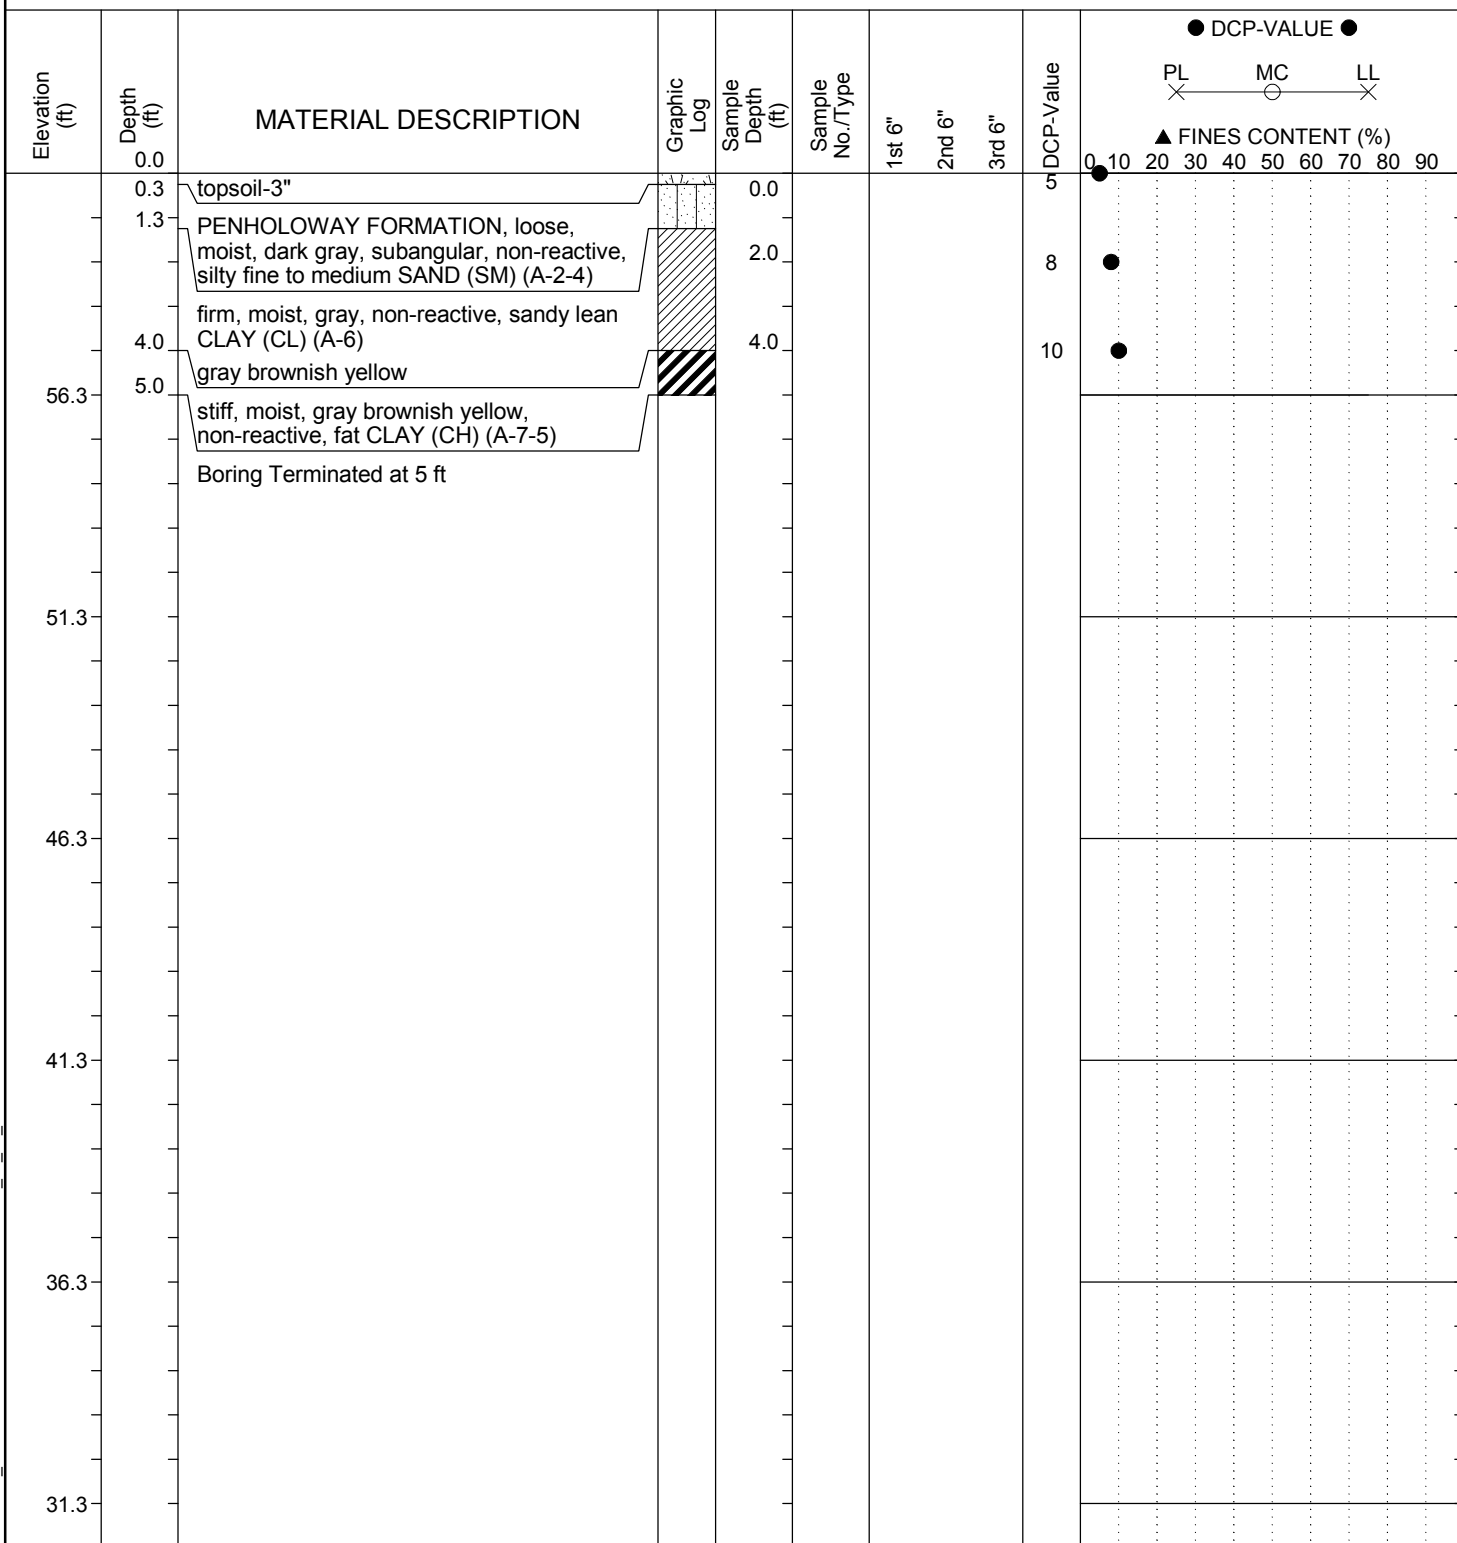 ● DCP-VALUE ●
PL MC LL
▲ FINES CONTENT (%)
0 10 20 30 40 50 60 70 80 90
Elevation
(ft)
Depth
(ft)
0.0
MATERIAL DESCRIPTION
Graphic
Log
Sample
Depth
(ft)
Sample
No./Type
1st 6"
2nd 6"
3rd 6"
DCP-Value
0.3 topsoil-3" 0.0 5
1.3 PENHOLOWAY FORMATION, loose,
moist, dark gray, subangular, non-reactive, 2.0 8
silty fine to medium SAND (SM) (A-2-4)
firm, moist, gray, non-reactive, sandy lean
4.0 CLAY (CL) (A-6) 4.0 10
gray brownish yellow
56.3 5.0
stiff, moist, gray brownish yellow,
non-reactive, fat CLAY (CH) (A-7-5)
Boring Terminated at 5 ft
51.3
46.3
41.3
36.3
31.3